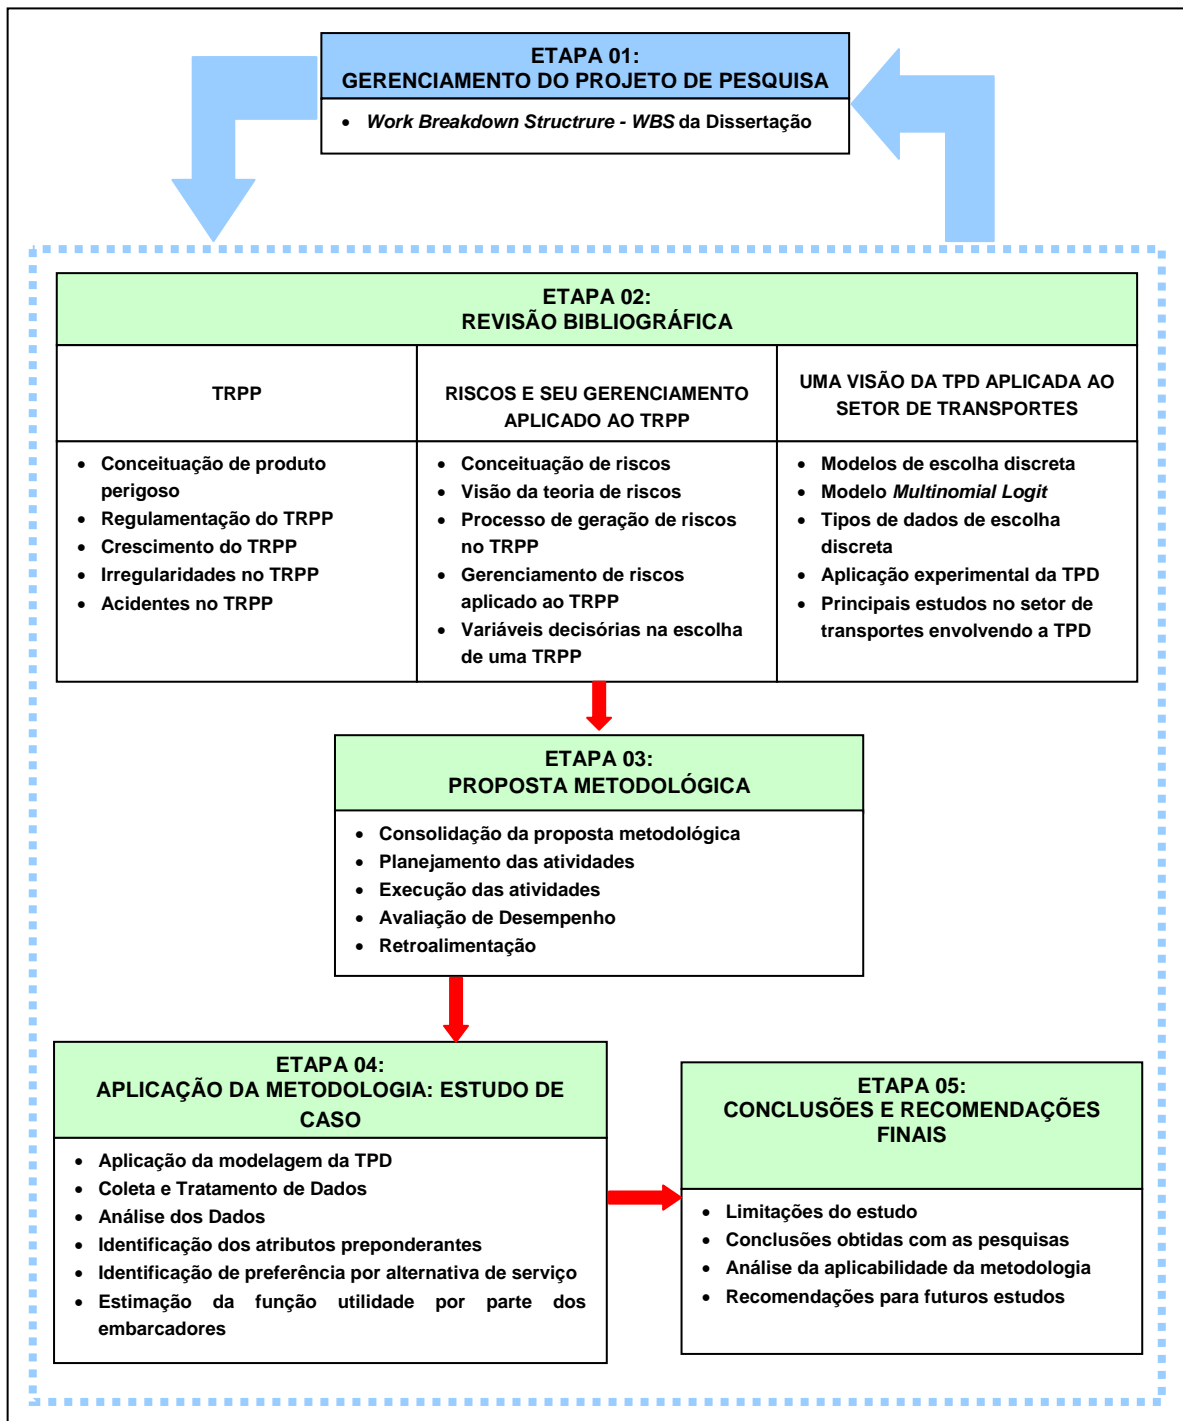 ETAPA 01:
GERENCIAMENTO DO PROJETO DE PESQUISA
• Work Breakdown Structrure - WBS da Dissertação
ETAPA 02:
REVISÃO BIBLIOGRÁFICA
TRPP
• Conceituação de produto
perigoso
• Regulamentação do TRPP
• Crescimento do TRPP
• Irregularidades no TRPP
• Acidentes no TRPP
RISCOS E SEU GERENCIAMENTO
APLICADO AO TRPP
• Conceituação de riscos
• Visão da teoria de riscos
• Processo de geração de riscos
no TRPP
• Gerenciamento de riscos
aplicado ao TRPP
• Variáveis decisórias na escolha
de uma TRPP
UMA VISÃO DA TPD APLICADA AO
SETOR DE TRANSPORTES
• Modelos de escolha discreta
• Modelo Multinomial Logit
• Tipos de dados de escolha
discreta
• Aplicação experimental da TPD
• Principais estudos no setor de
transportes envolvendo a TPD
ETAPA 03:
PROPOSTA METODOLÓGICA
• Consolidação da proposta metodológica
• Planejamento das atividades
• Execução das atividades
• Avaliação de Desempenho
• Retroalimentação
ETAPA 04:
APLICAÇÃO DA METODOLOGIA: ESTUDO DE
CASO
• Aplicação da modelagem da TPD
• Coleta e Tratamento de Dados
• Análise dos Dados
• Identificação dos atributos preponderantes
• Identificação de preferência por alternativa de serviço
• Estimação da função utilidade por parte dos
embarcadores
ETAPA 05:
CONCLUSÕES E RECOMENDAÇÕES
FINAIS
• Limitações do estudo
• Conclusões obtidas com as pesquisas
• Análise da aplicabilidade da metodologia
• Recomendações para futuros estudos